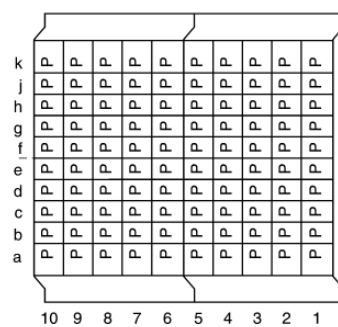 k P P P P P P P P P P
j P P P P P P P P P P
h P P P P P P P P P P
g P P P P P P P P P P
f P P P P P P P P P P
e P P P P P P P P P P
d P P P P P P P P P P
c P P P P P P P P P P
b P P P P P P P P P P
a P P P P P P P P P P
10 9 8 7 6 5 4 3 2 1